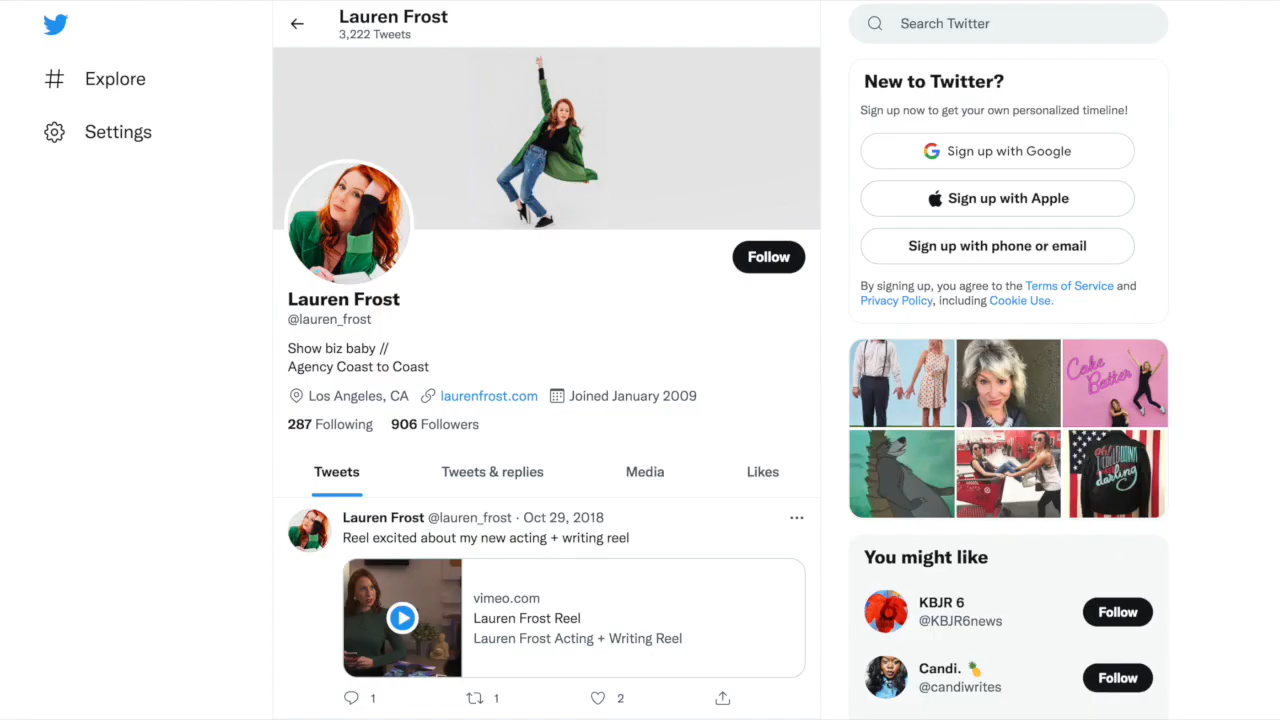 Explore
Settings
Lauren Frost
3,222 Tweets
Follow
Lauren Frost
@lauren_frost
Show biz baby //
Agency Coast to Coast
Los Angeles, CA laurenfrost.com Joined January 2009
287 Following 906 Followers
Tweets Tweets & replies Media Likes
Lauren Frost @lauren_frost · Oct 29, 2018
Reel excited about my new acting + writing reel
vimeo.com
Lauren Frost Reel
Lauren Frost Acting + Writing Reel
1 1 2
Search Twitter
New to Twitter?
Sign up now to get your own personalized timeline!
Sign up with Google
Sign up with Apple
Sign up with phone or email
By signing up, you agree to the Terms of Service and
Privacy Policy, including Cookie Use.
Cake
Batter
darling
You might like
KBJR 6
@KBJR6news
Follow
Candi. 🍍
@candiwrites
Follow